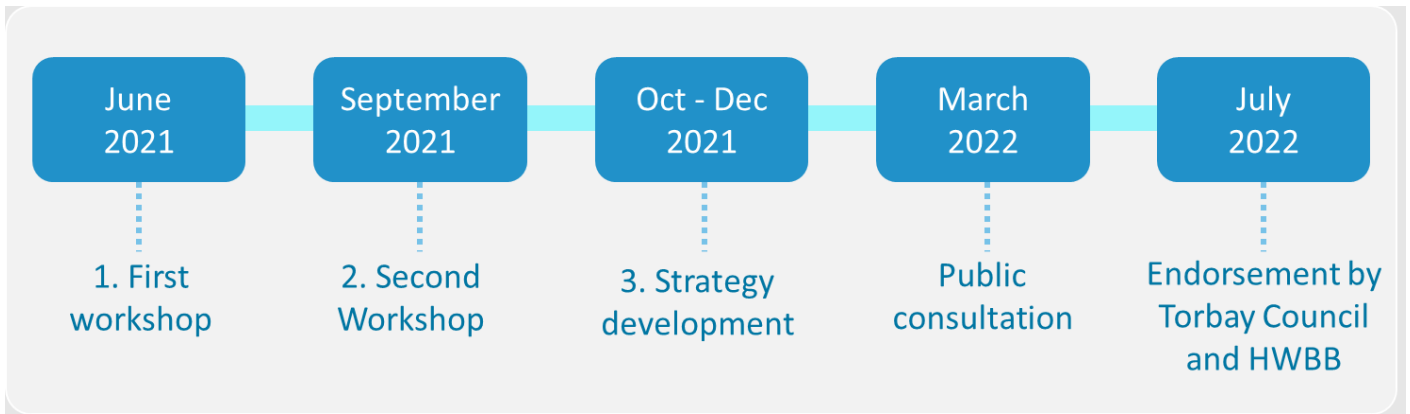 June
2021
September
2021
Oct - Dec
2021
March
2022
July
2022
1. First
workshop
2. Second
Workshop
3. Strategy
development
Public
consultation
Endorsement by
Torbay Council
and HWBB